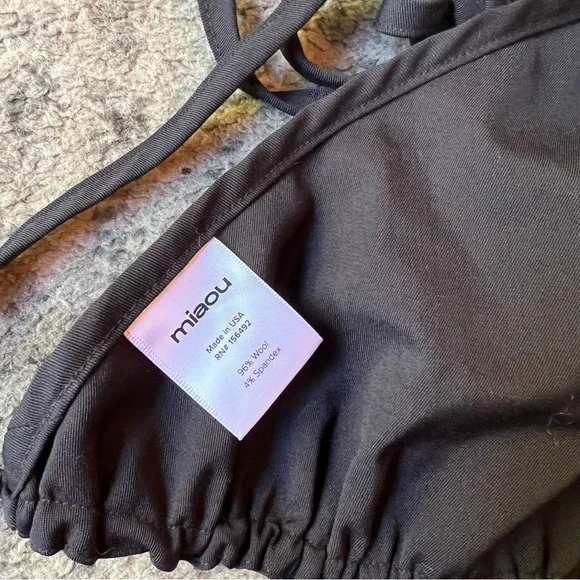 miaou
Made in USA
RN# 156492
96% Wool
4% Spandex